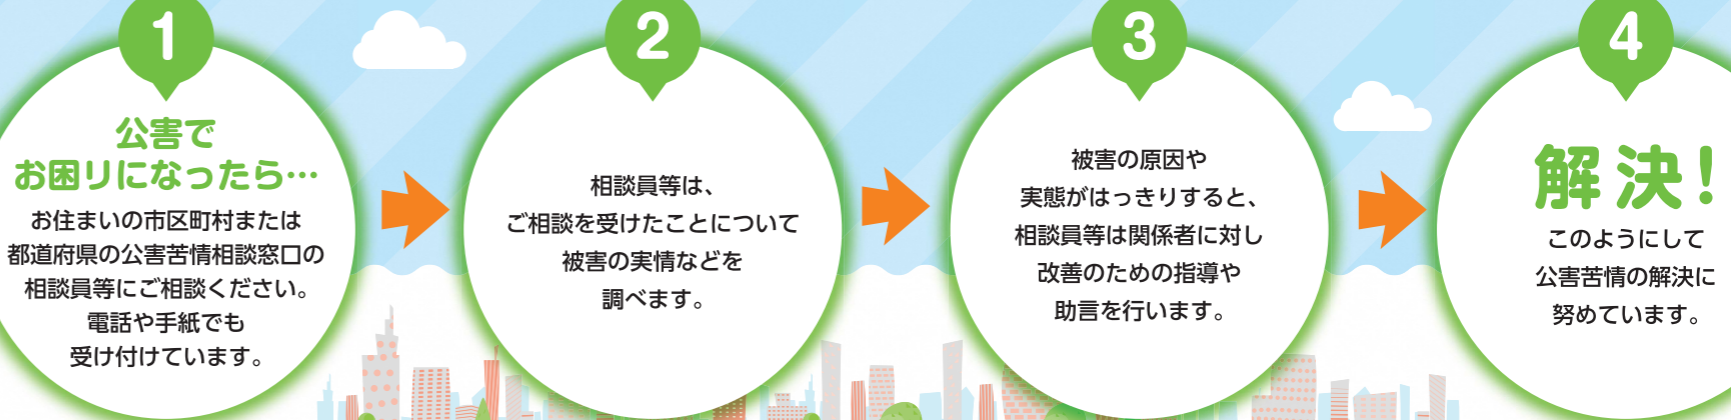 1
公害で
お困りになったら…
お住まいの市区町村または
都道府県の公害苦情相談窓口の
相談員等にご相談ください。
電話や手紙でも
受け付けています。
2
相談員等は、
ご相談を受けたことについて
被害の実情などを
調べます。
3
被害の原因や
実態がはっきりすると、
相談員等は関係者に対し
改善のための指導や
助言を行います。
4
解決!
このようにして
公害苦情の解決に
努めています。